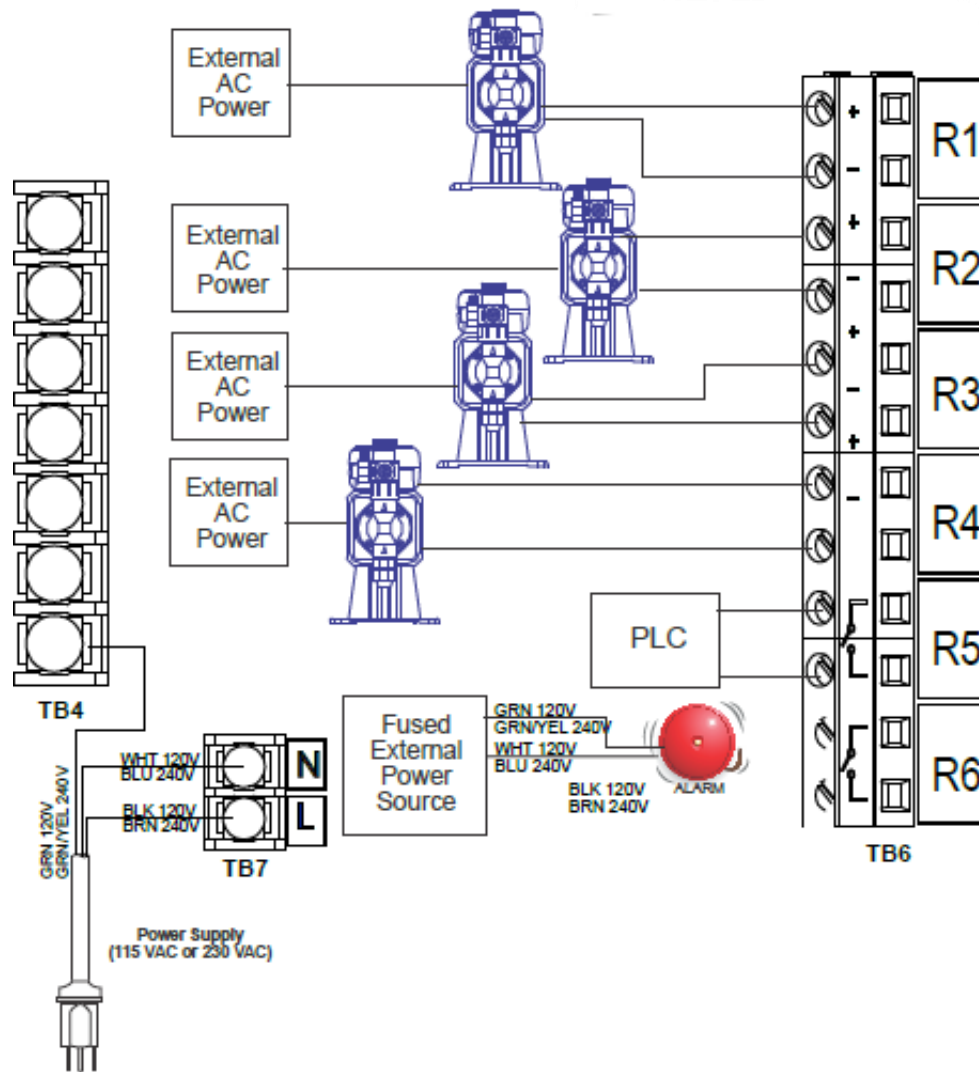 External
AC
Power
R1
External
AC
Power
R2
External
AC
Power
R3
External
AC
Power
R4
PLC
R5
TB4
GRN 120V
GRN/YEL 240V
WHT 120V
BLU 240V
Fused
External
Power
Source
ALARM
BLK 120V
BRN 240V
R6
TB6
WHT 120V
BLU 240V
N
BLK 120V
BRN 240V
L
TB7
GRN 120V
GRN/YEL 240V
Power Supply
(115 VAC or 230 VAC)
+
-
+
-
+
-
+
-